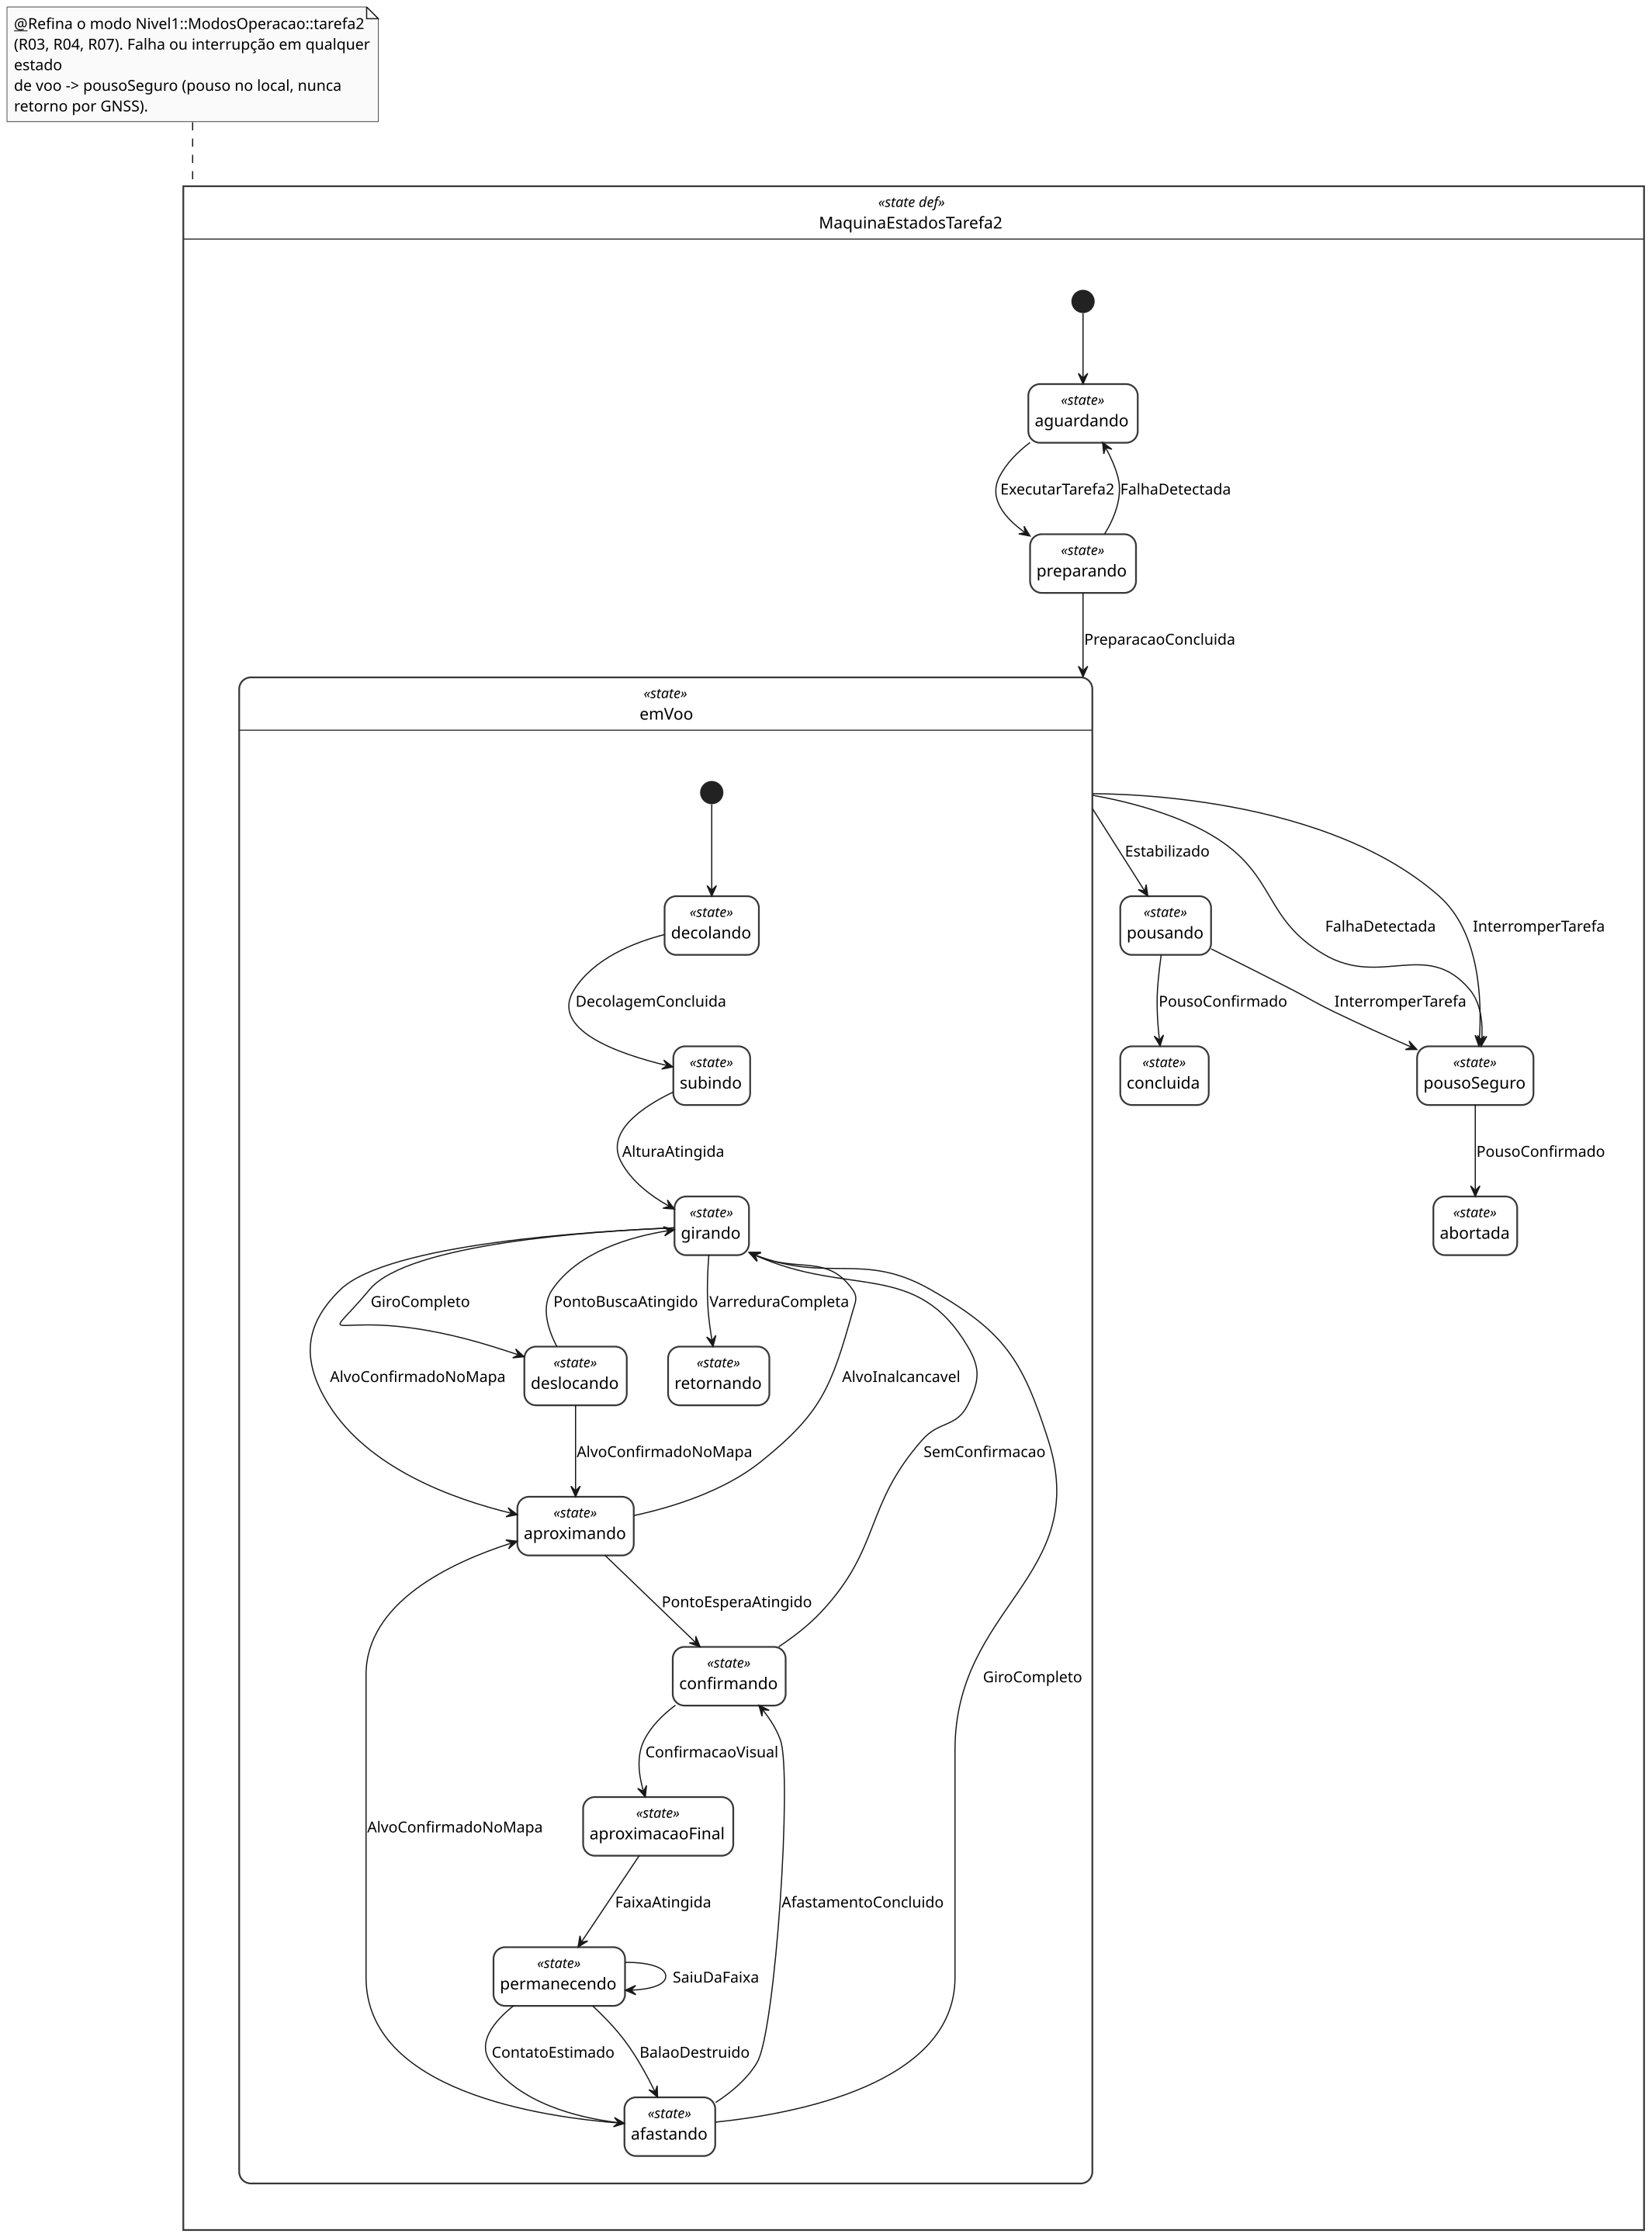 @Refina o modo Nivel1::ModosOperacao::tarefa2
(R03, R04, R07). Falha ou interrupção em qualquer
estado
de voo -> pousoSeguro (pouso no local, nunca
retorno por GNSS).
«state def»
MaquinaEstadosTarefa2
«state»
aguardando
ExecutarTarefa2
FalhaDetectada
«state»
preparando
PreparacaoConcluida
«state»
emVoo
Estabilizado
«state»
decolando
«state»
pousando
FalhaDetectada
InterromperTarefa
DecolagemConcluida
PousoConfirmado
InterromperTarefa
«state»
subindo
«state»
concluida
«state»
pousoSeguro
AlturaAtingida
PousoConfirmado
«state»
girando
«state»
abortada
GiroCompleto
PontoBuscaAtingido
VarreduraCompleta
AlvoConfirmadoNoMapa
«state»
deslocando
«state»
retornando
AlvoInalcancavel
AlvoConfirmadoNoMapa
SemConfirmacao
«state»
aproximando
PontoEsperaAtingido
«state»
confirmando
GiroCompleto
ConfirmacaoVisual
«state»
aproximacaoFinal
AlvoConfirmadoNoMapa
FaixaAtingida
AfastamentoConcluido
«state»
permanecendo
SaiuDaFaixa
ContatoEstimado
BalaoDestruido
«state»
afastando